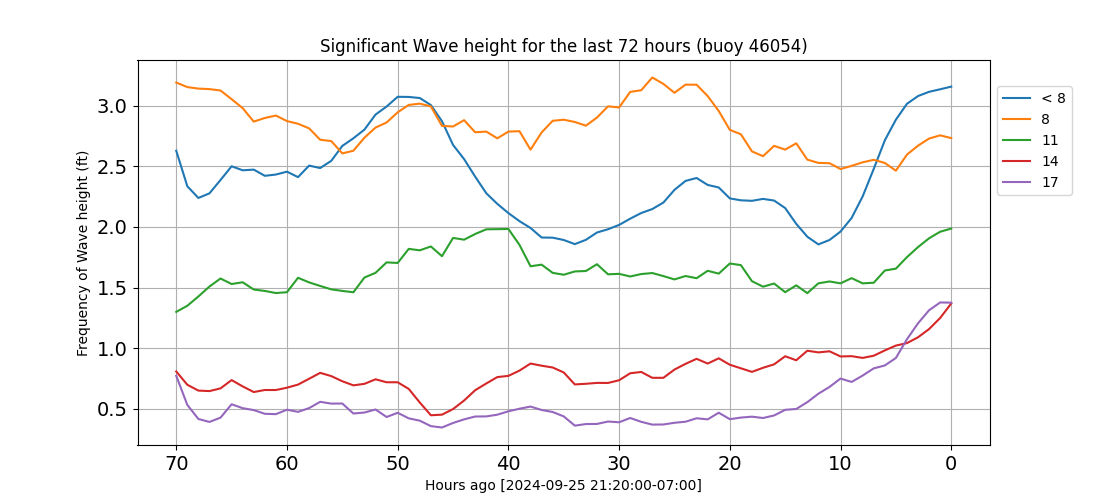 Significant Wave height for the last 72 hours (buoy 46054)
Frequency of Wave height (ft)
3.0
2.5
2.0
1.5
1.0
0.5
70 60 50 40 30 20 10 0
Hours ago [2024-09-25 21:20:00-07:00]
< 8
8
11
14
17